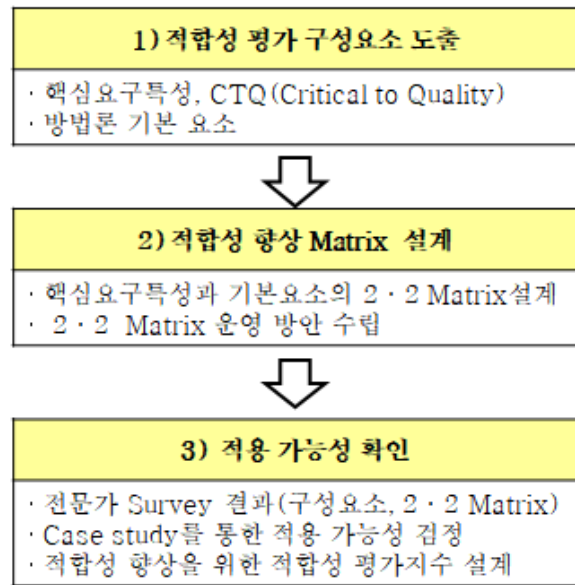 1) 적합성 평가 구성요소 도출
· 핵심요구특성, CTQ(Critical to Quality)
· 방법론 기본 요소
2) 적합성 향상 Matrix 설계
· 핵심요구특성과 기본요소의 2 · 2 Matrix설계
· 2 · 2 Matrix 운영 방안 수립
3) 적용 가능성 확인
· 전문가 Survey 결과(구성요소, 2 · 2 Matrix)
· Case study를 통한 적용 가능성 검정
· 적합성 향상을 위한 적합성 평가지수 설계